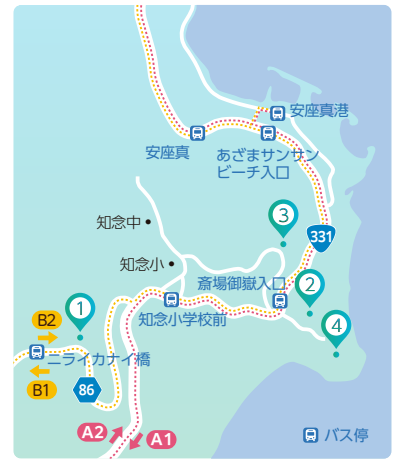 安座真港
安座真
あざまサンサン
ビーチ入口
知念中
3
331
知念小
斎場御嶽入口
2
1
B2
知念小学校前
4
ニライカナイ橋
B1
86
A2
A1
バス停